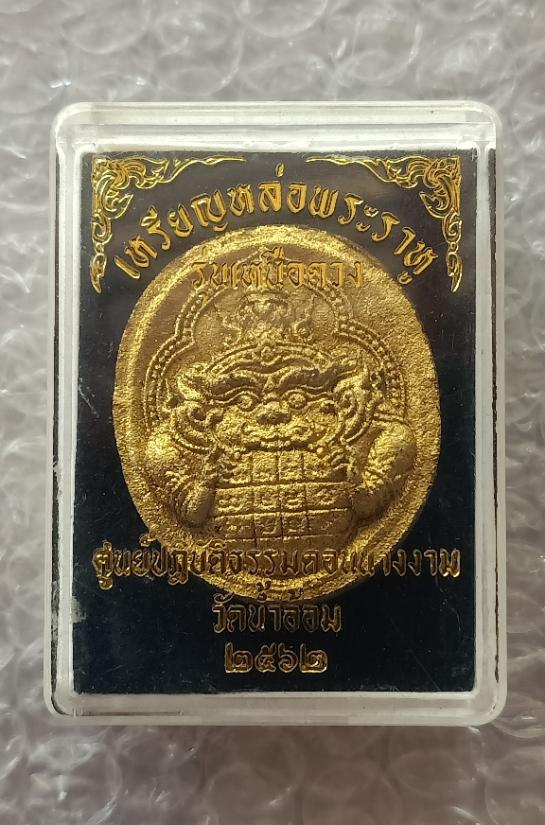 เหรียญหล่อพระราหู
รุ่นเหนือดวง
ศูนย์ปฏิบัติธรรมดอนนางงาม
วัดน้ำอ้อม
๒๕๖๒